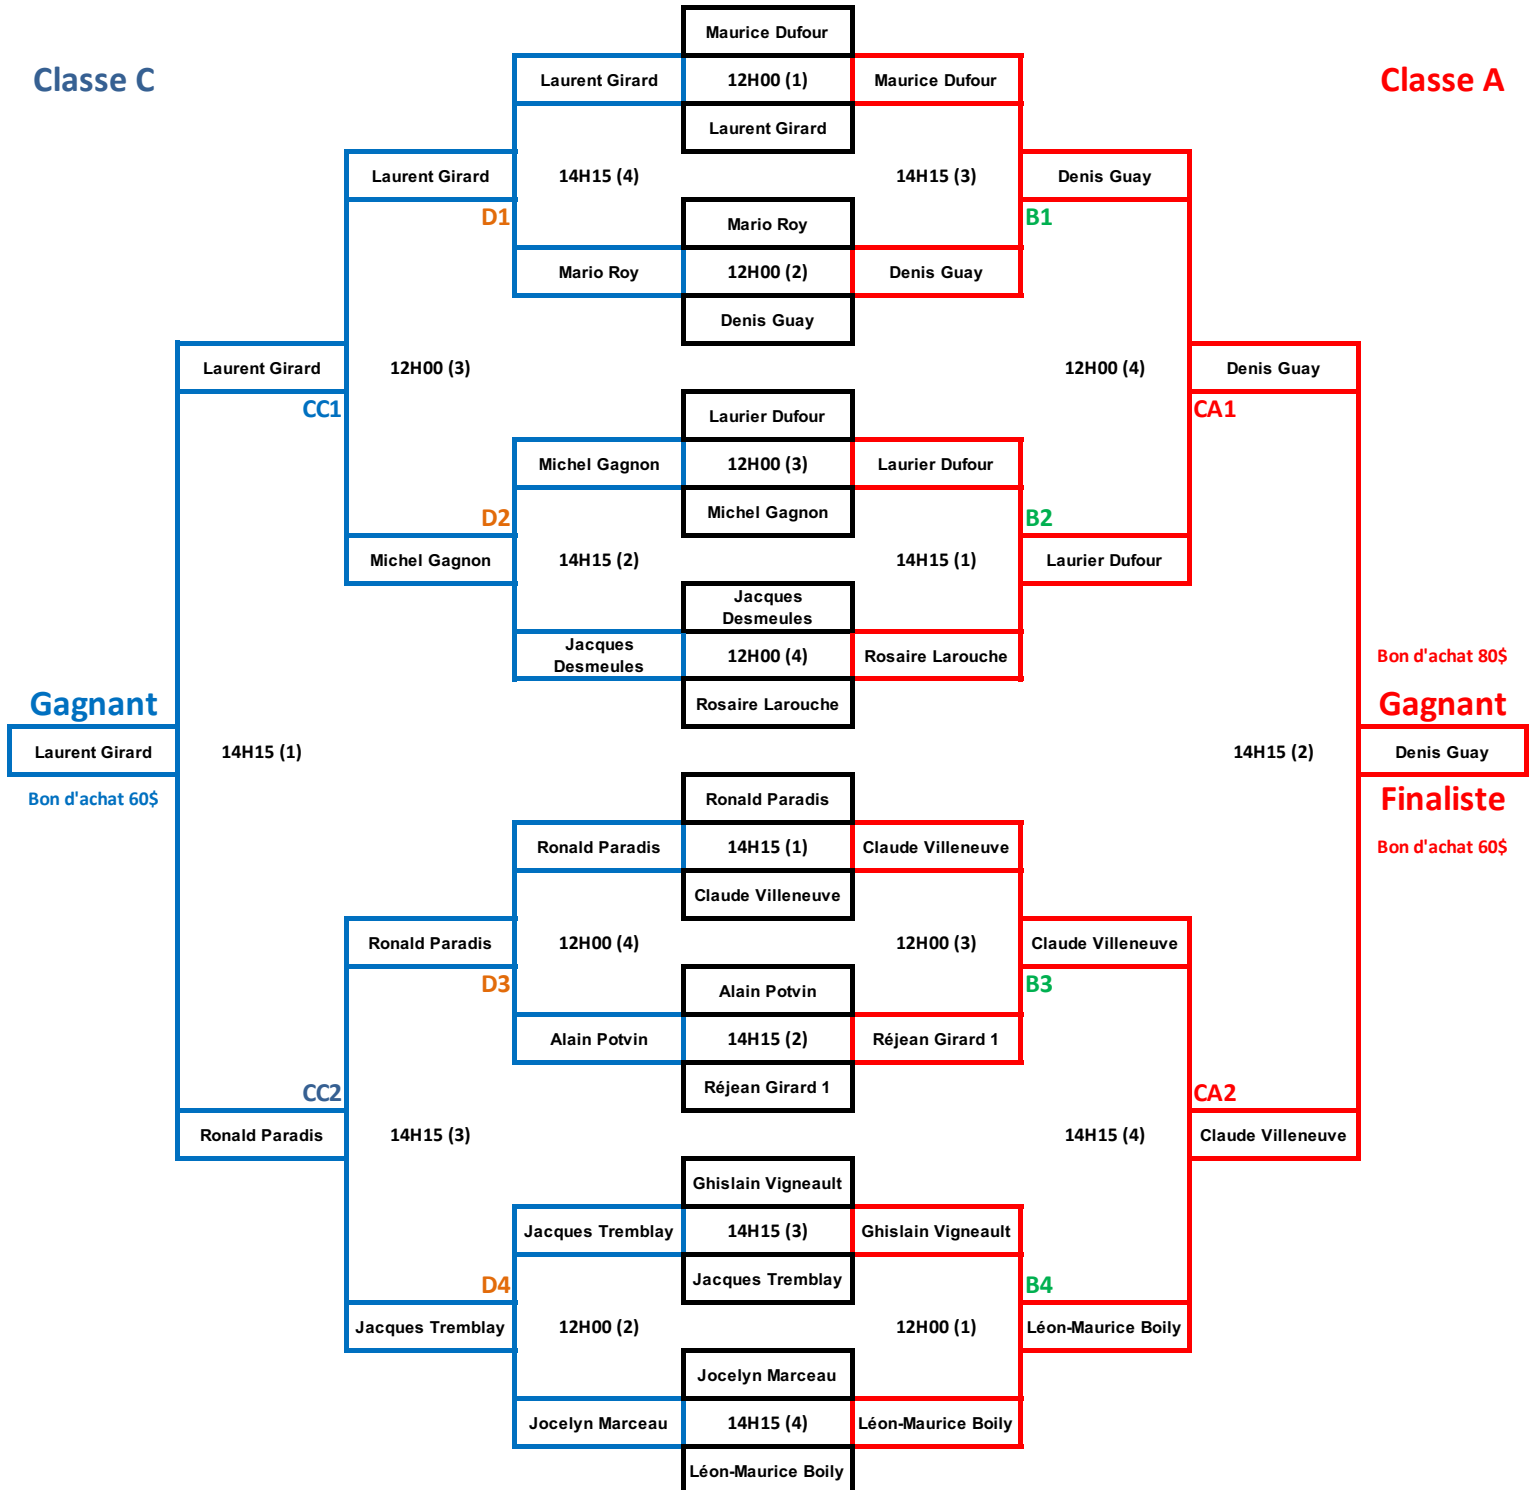 Maurice Dufour
Classe C
Laurent Girard
12H00 (1)
Maurice Dufour
Classe A
Laurent Girard
Laurent Girard
14H15 (4)
14H15 (3)
Denis Guay
D1
Mario Roy
B1
Mario Roy
12H00 (2)
Denis Guay
Denis Guay
Laurent Girard
12H00 (3)
12H00 (4)
Denis Guay
CC1
Laurier Dufour
CA1
Michel Gagnon
12H00 (3)
Laurier Dufour
D2
Michel Gagnon
B2
Michel Gagnon
14H15 (2)
14H15 (1)
Laurier Dufour
Jacques
Desmeules
Jacques
Desmeules
12H00 (4)
Rosaire Larouche
Bon d'achat 80$
Gagnant
Rosaire Larouche
Gagnant
Laurent Girard
14H15 (1)
14H15 (2)
Denis Guay
Bon d'achat 60$
Ronald Paradis
Finaliste
Ronald Paradis
14H15 (1)
Claude Villeneuve
Bon d'achat 60$
Claude Villeneuve
Ronald Paradis
12H00 (4)
12H00 (3)
Claude Villeneuve
D3
Alain Potvin
B3
Alain Potvin
14H15 (2)
Réjean Girard 1
CC2
Réjean Girard 1
CA2
Ronald Paradis
14H15 (3)
14H15 (4)
Claude Villeneuve
Ghislain Vigneault
Jacques Tremblay
14H15 (3)
Ghislain Vigneault
D4
Jacques Tremblay
B4
Jacques Tremblay
12H00 (2)
12H00 (1)
Léon-Maurice Boily
Jocelyn Marceau
Jocelyn Marceau
14H15 (4)
Léon-Maurice Boily
Léon-Maurice Boily